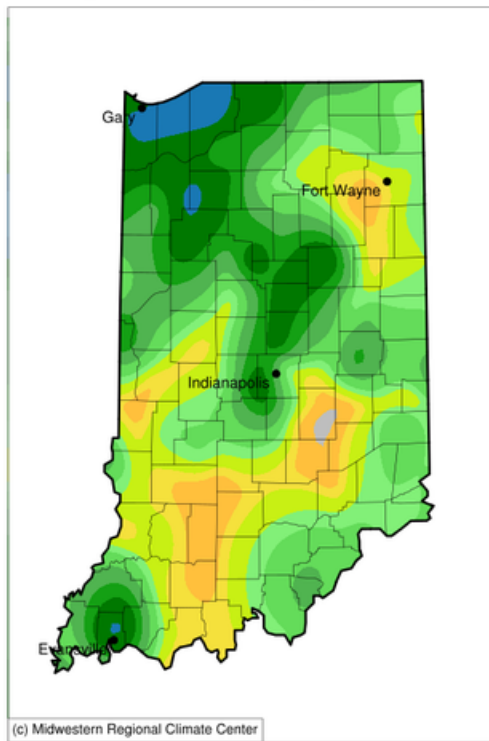 Gary
Fort Wayne
Indianapolis
Evansville
(c) Midwestern Regional Climate Center